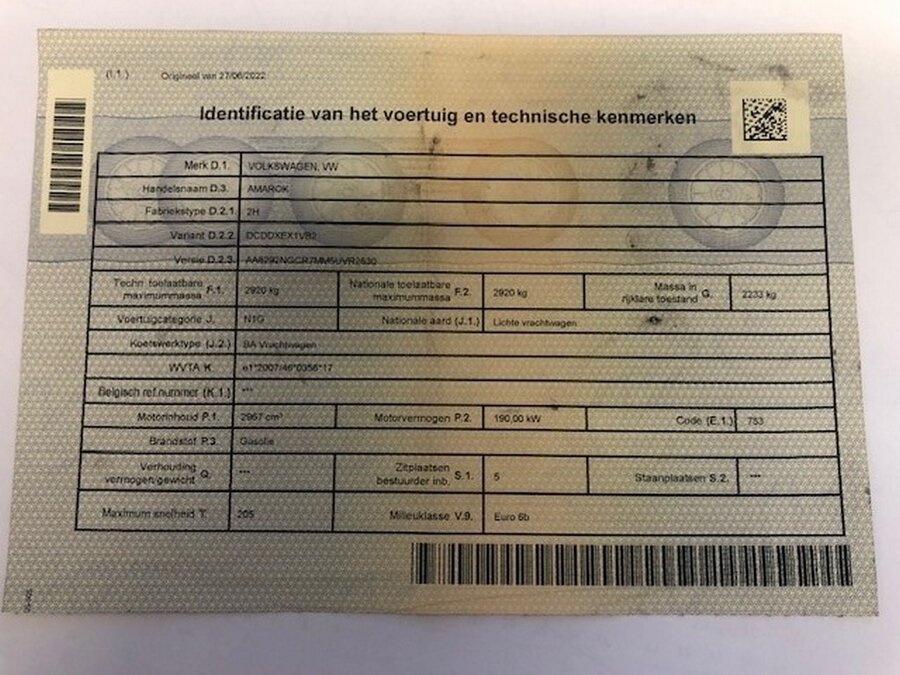 (I.1.) Origineel van 27/06/2022
Identificatie van het voertuig en technische kenmerken
Merk D.1. VOLKSWAGEN, VW
Handelsnaam D.3. AMAROK
Fabriekstype D.2.1. 2H
Variant D.2.2. DCDDXEX1VB2
Versie D.2.3. AA8292NGCR7MM5UVR2830
Techn toelaatbare maximummassa F.1. 2920 kg Nationale toelaatbare maximummassa F.2. 2920 kg Massa in rijklare toestand G. 2233 kg
Voertuigcategorie J. N1G Nationale aard (J.1.) Lichte vrachtwagen
Koetswerktype (J.2.) BA Vrachtwagen
WVTA K. e1*2007/46*0356*17
Belgisch ref.nummer (K.1.) ***
Motorinhoud P.1. 2967 cm³ Motorvermogen P.2. 190,00 kW Code (E.1.) 783
Brandstof P.3. Gasolie
Verhouding vermogen/gewicht Q. *** Zitplaatsen bestuurder inb. S.1. 5 Staanplaatsen S.2. ***
Maximum snelheid T. 205 Milieuklasse V.9. Euro 6b